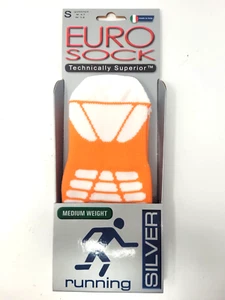 S
EURO
SOCK
Technically Superior™
MEDIUM WEIGHT
running
SILVER